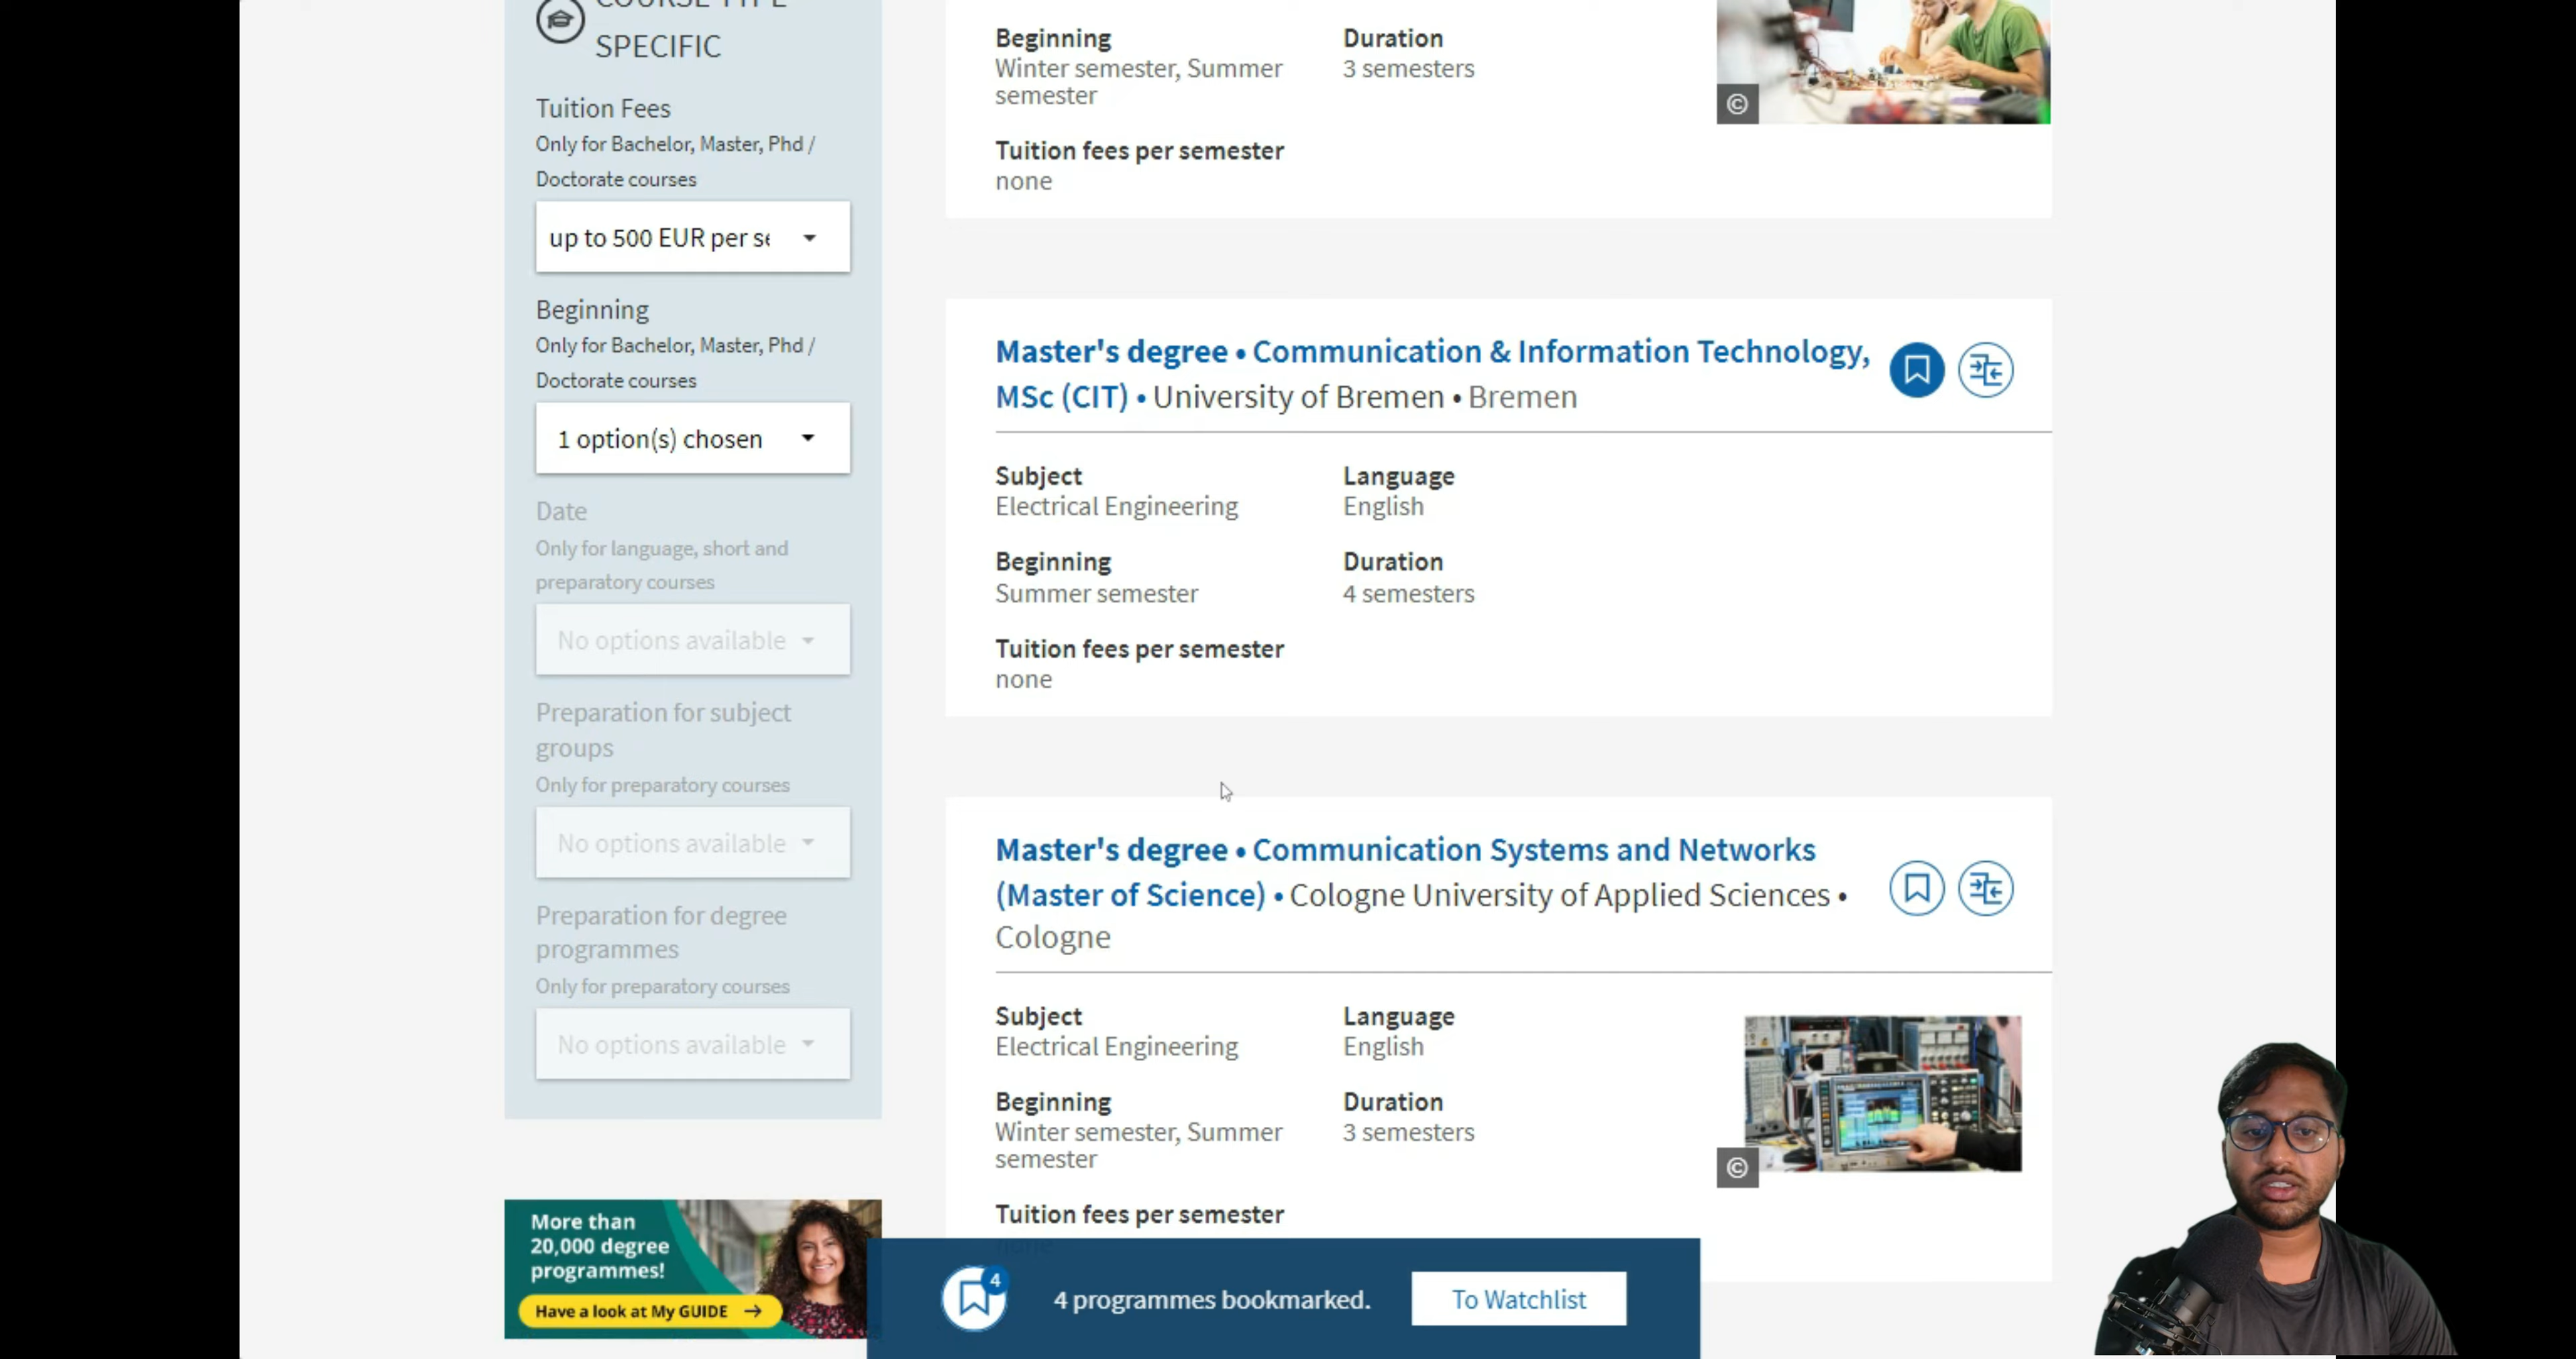 COURSE TYPE
SPECIFIC
Tuition Fees
Only for Bachelor, Master, Phd /
Doctorate courses
up to 500 EUR per se
Beginning
Only for Bachelor, Master, Phd /
Doctorate courses
1 option(s) chosen
Date
Only for language, short and
preparatory courses
No options available
Preparation for subject
groups
Only for preparatory courses
No options available
Preparation for degree
programmes
Only for preparatory courses
No options available
More than
20,000 degree
programmes!
Have a look at My GUIDE →
Beginning
Winter semester, Summer
semester
Duration
3 semesters
Tuition fees per semester
none
©
Master's degree • Communication & Information Technology,
MSc (CIT) • University of Bremen • Bremen
Subject
Electrical Engineering
Language
English
Beginning
Summer semester
Duration
4 semesters
Tuition fees per semester
none
Master's degree • Communication Systems and Networks
(Master of Science) • Cologne University of Applied Sciences •
Cologne
Subject
Electrical Engineering
Language
English
Beginning
Winter semester, Summer
semester
Duration
3 semesters
©
Tuition fees per semester
none
4
4 programmes bookmarked.
To Watchlist